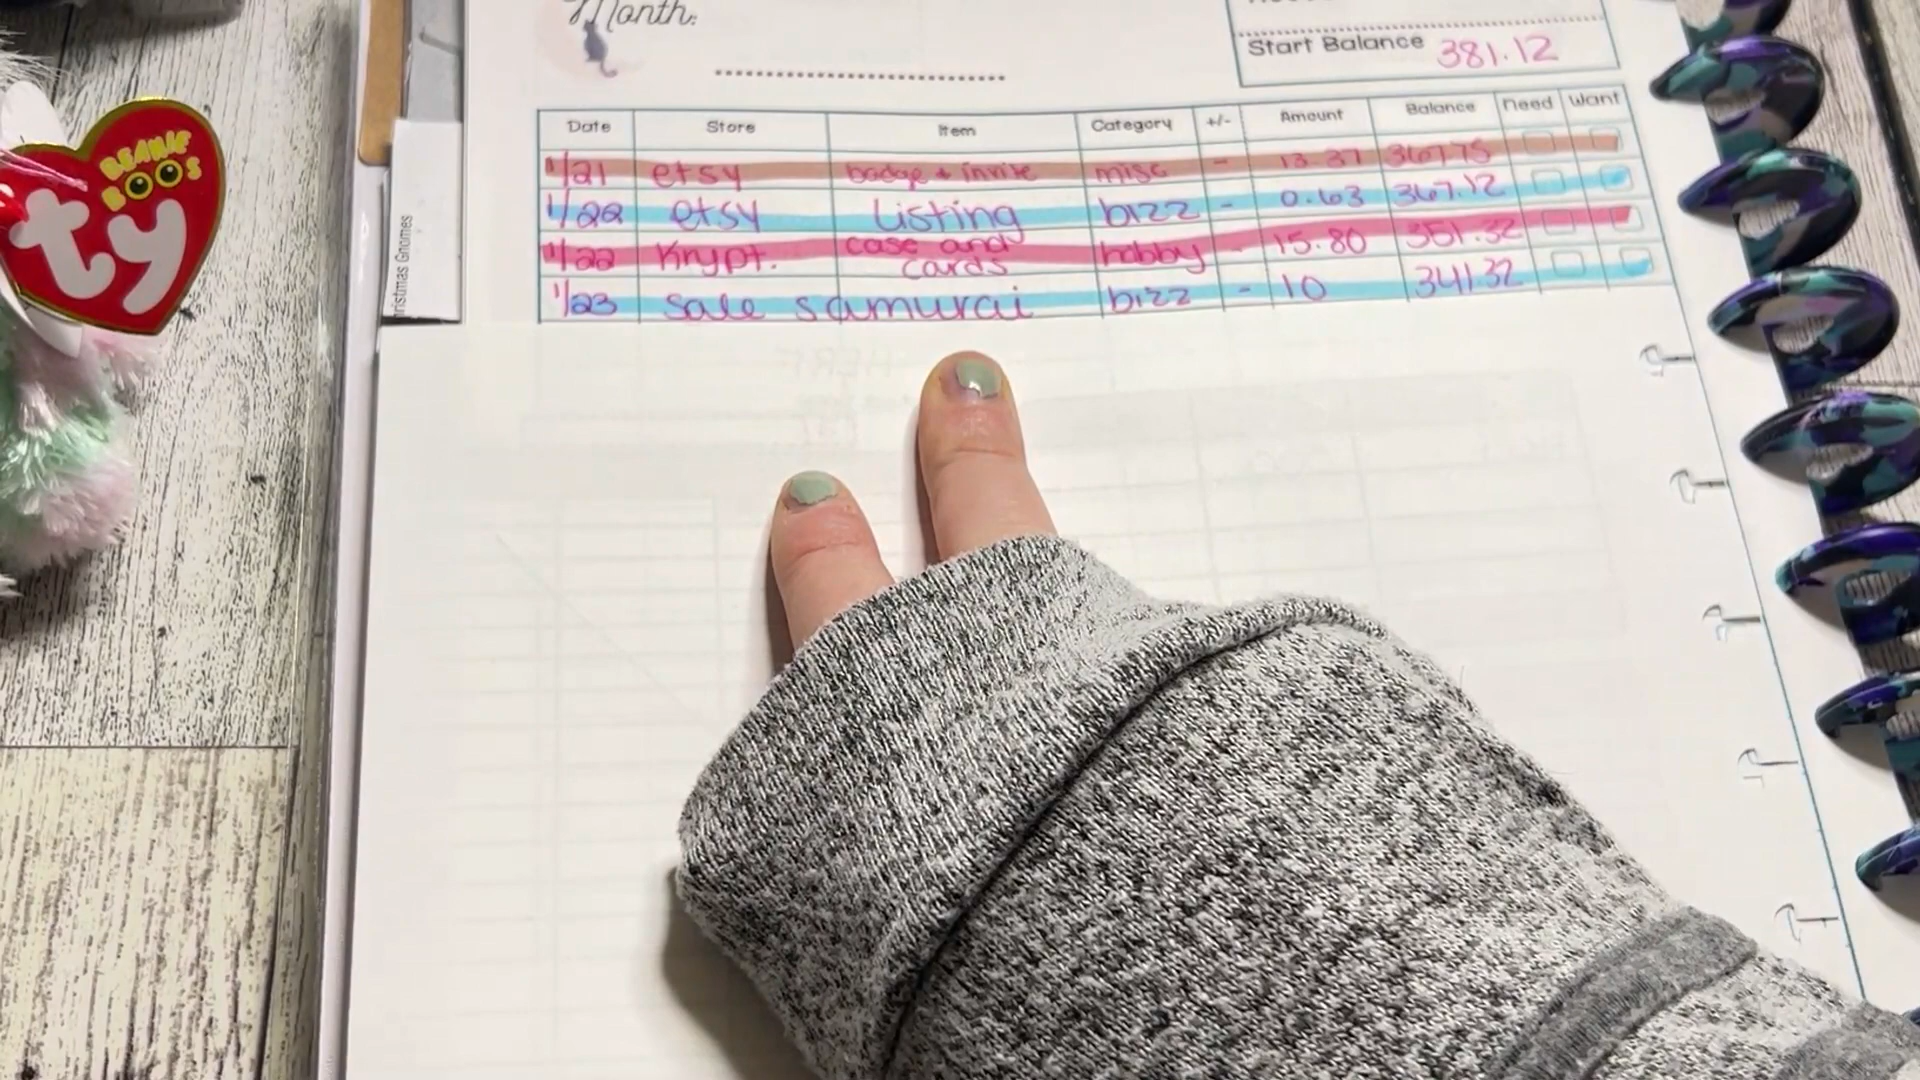 Month:
Start Balance 381.12
Date Store Item Category +/- Amount Balance Need Want
1/21 etsy badge + invite misc - 13.37 367.75
1/22 etsy Listing bizz - 0.63 367.12
1/22 Krypt. case and cards hobby - 15.80 351.32
1/23 Sale Samurai bizz - 10 341.32
BEANIE BOOS
ty
ristmas Gnomes